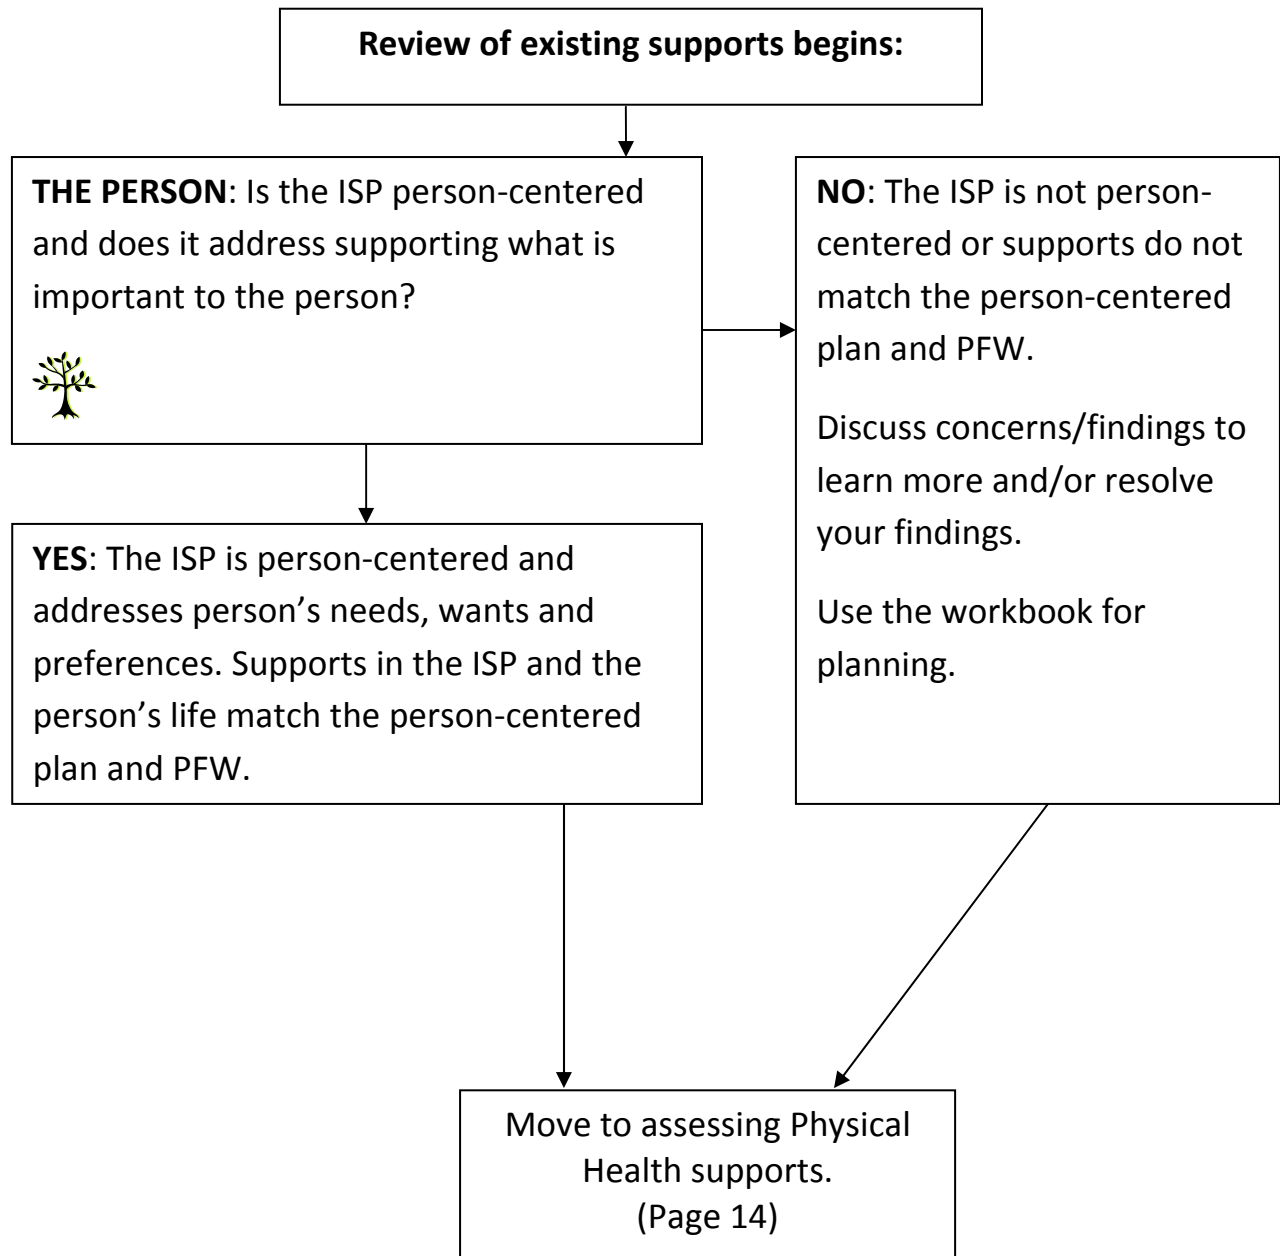 Review of existing supports begins:
THE PERSON: Is the ISP person-centered
and does it address supporting what is
important to the person?
NO: The ISP is not person-
centered or supports do not
match the person-centered
plan and PFW.
Discuss concerns/findings to
learn more and/or resolve
your findings.
Use the workbook for
planning.
YES: The ISP is person-centered and
addresses person’s needs, wants and
preferences. Supports in the ISP and the
person’s life match the person-centered
plan and PFW.
Move to assessing Physical
Health supports.
(Page 14)